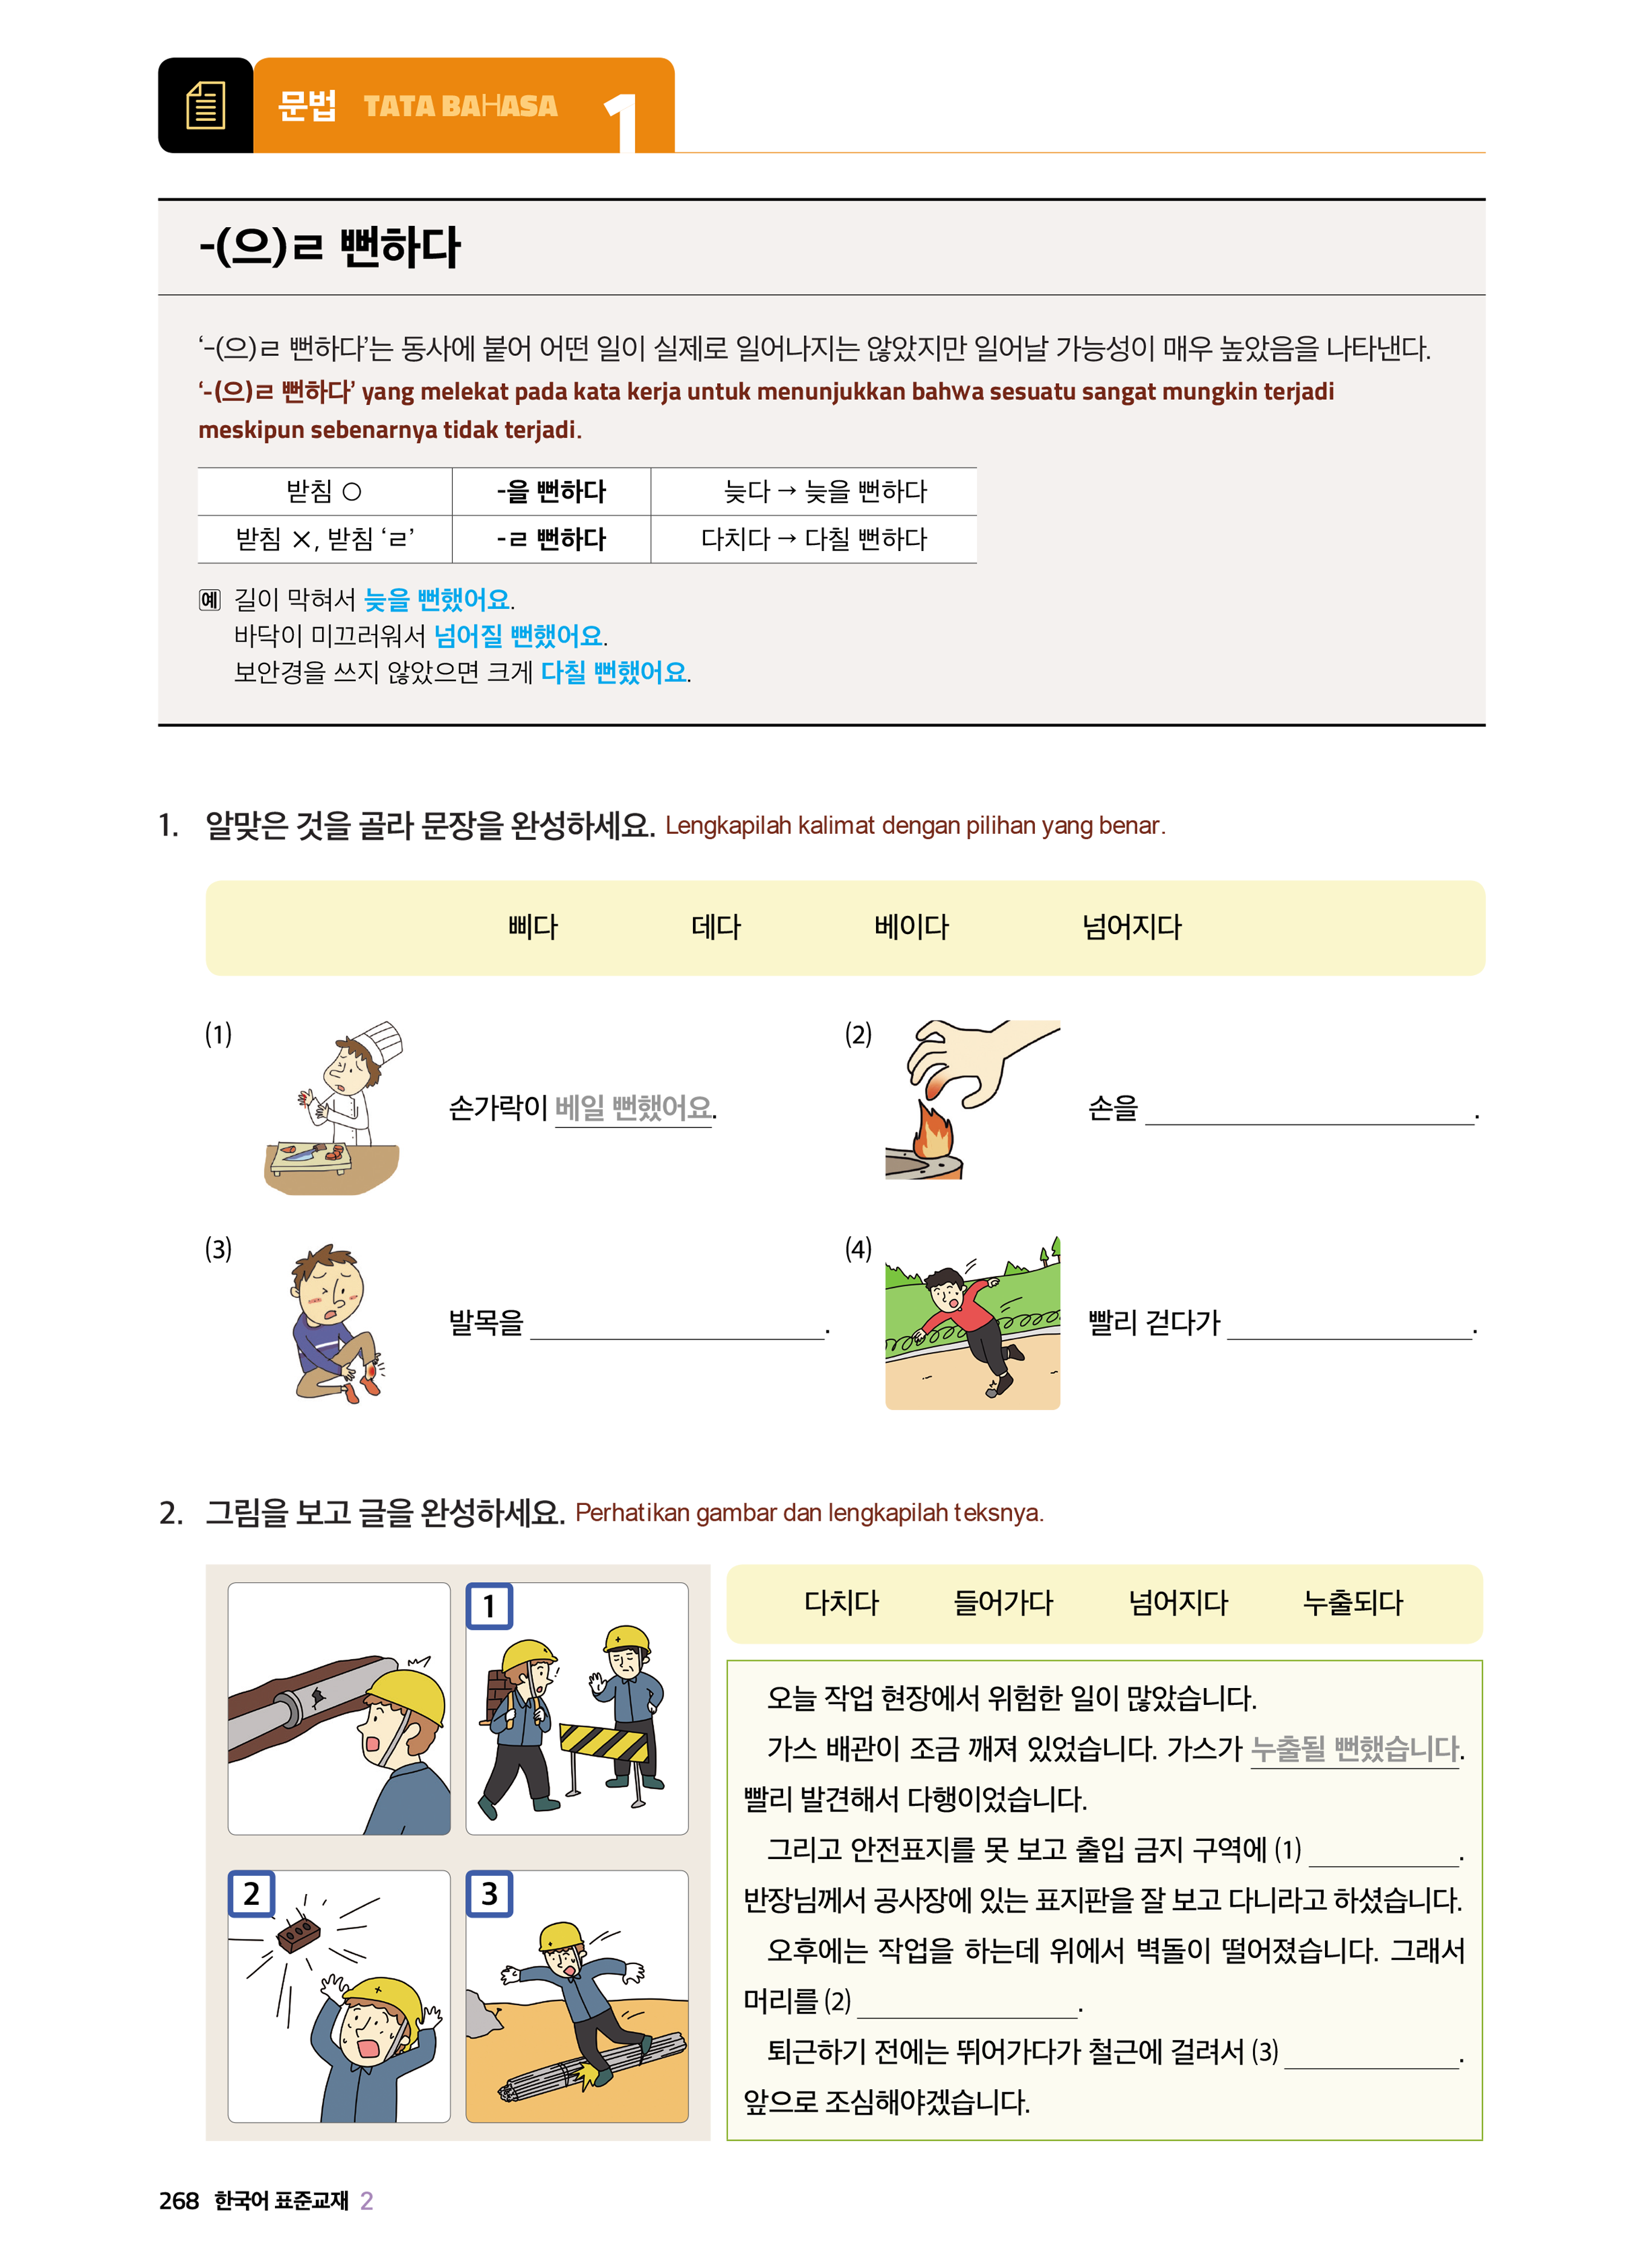 문법 TATA BAHASA 1
-(으)ㄹ 뻔하다
‘-(으)ㄹ 뻔하다’는 동사에 붙어 어떤 일이 실제로 일어나지는 않았지만 일어날 가능성이 매우 높았음을 나타낸다.
‘-(으)ㄹ 뻔하다’ yang melekat pada kata kerja untuk menunjukkan bahwa sesuatu sangat mungkin terjadi
meskipun sebenarnya tidak terjadi.
받침 ○ -을 뻔하다 늦다 → 늦을 뻔하다
받침 ×, 받침 ‘ㄹ’ -ㄹ 뻔하다 다치다 → 다칠 뻔하다
예 길이 막혀서 늦을 뻔했어요.
바닥이 미끄러워서 넘어질 뻔했어요.
보안경을 쓰지 않았으면 크게 다칠 뻔했어요.
1. 알맞은 것을 골라 문장을 완성하세요. Lengkapilah kalimat dengan pilihan yang benar.
삐다 데다 베이다 넘어지다
(1) 손가락이 베일 뻔했어요.
(2) 손을 .
(3) 발목을 .
(4) 빨리 걷다가 .
2. 그림을 보고 글을 완성하세요. Perhatikan gambar dan lengkapilah teksnya.
1
2
3
다치다 들어가다 넘어지다 누출되다
오늘 작업 현장에서 위험한 일이 많았습니다.
가스 배관이 조금 깨져 있었습니다. 가스가 누출될 뻔했습니다.
빨리 발견해서 다행이었습니다.
그리고 안전표지를 못 보고 출입 금지 구역에 (1) .
반장님께서 공사장에 있는 표지판을 잘 보고 다니라고 하셨습니다.
오후에는 작업을 하는데 위에서 벽돌이 떨어졌습니다. 그래서
머리를 (2) .
퇴근하기 전에는 뛰어가다가 철근에 걸려서 (3) .
앞으로 조심해야겠습니다.
268 한국어 표준교재 2